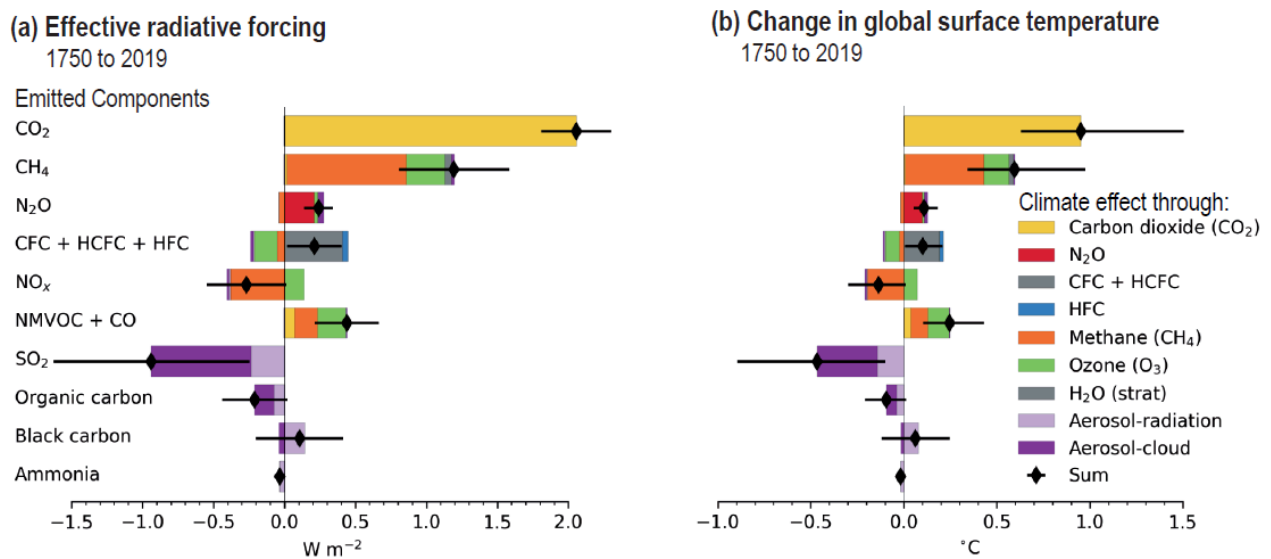 (a) Effective radiative forcing
1750 to 2019
Emitted Components
CO₂
CH₄
N₂O
CFC + HCFC + HFC
NOₓ
NMVOC + CO
SO₂
Organic carbon
Black carbon
Ammonia
−1.5 −1.0 −0.5 0.0 0.5 1.0 1.5 2.0
W m⁻²
(b) Change in global surface temperature
1750 to 2019
Climate effect through:
Carbon dioxide (CO₂)
N₂O
CFC + HCFC
HFC
Methane (CH₄)
Ozone (O₃)
H₂O (strat)
Aerosol-radiation
Aerosol-cloud
Sum
−1.0 −0.5 0.0 0.5 1.0 1.5
°C